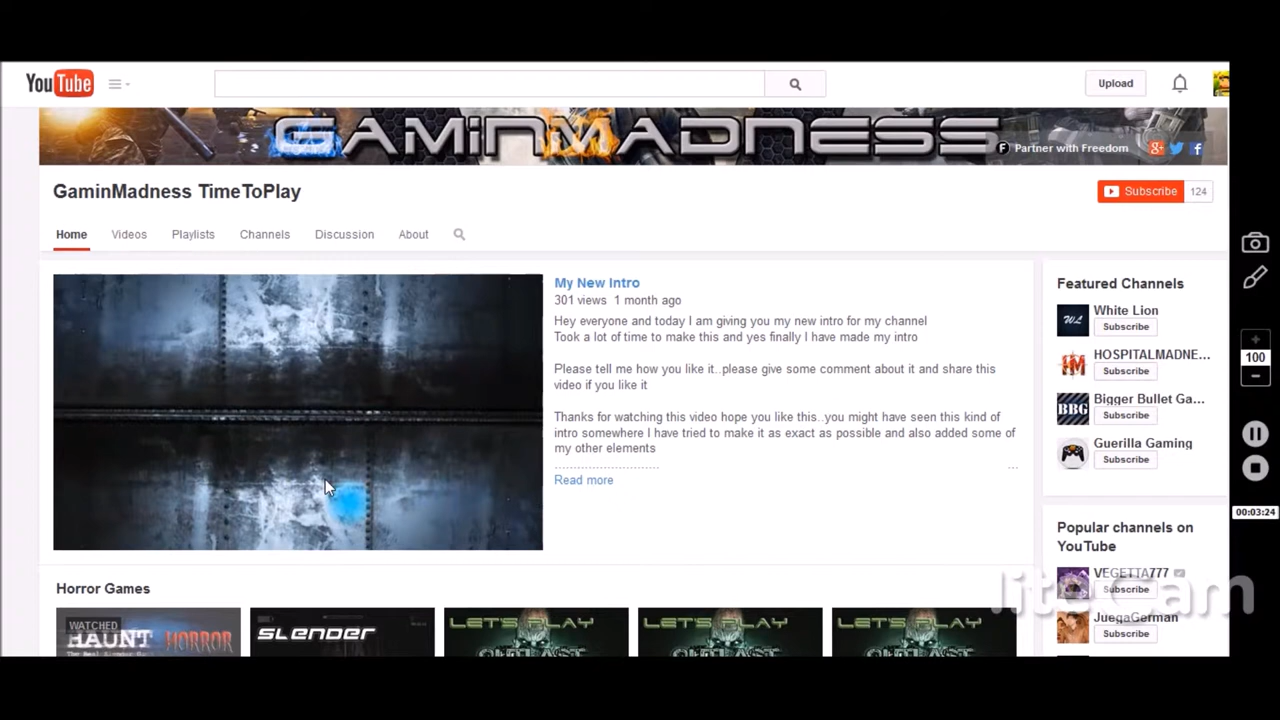 YouTube
Upload
GAMINMADNESS
Partner with Freedom
GaminMadness TimeToPlay
Subscribe 124
Home Videos Playlists Channels Discussion About
My New Intro
301 views 1 month ago
Hey everyone and today I am giving you my new intro for my channel
Took a lot of time to make this and yes finally I have made my intro
Please tell me how you like it..please give some comment about it and share this
video if you like it
Thanks for watching this video hope you like this..you might have seen this kind of
intro somewhere I have tried to make it as exact as possible and also added some of
my other elements
...
Read more
Featured Channels
White Lion
Subscribe
HOSPITALMADNE...
Subscribe
Bigger Bullet Ga...
Subscribe
Guerilla Gaming
Subscribe
Popular channels on
YouTube
VEGETTA777
Subscribe
JuegaGerman
Subscribe
Horror Games
WATCHED
HAUNT HORROR
SLENDER
LETS PLAY
OUTLAST
LETS PLAY
OUTLAST
LETS PLAY
OUTLAST
100
00:03:24
litecam